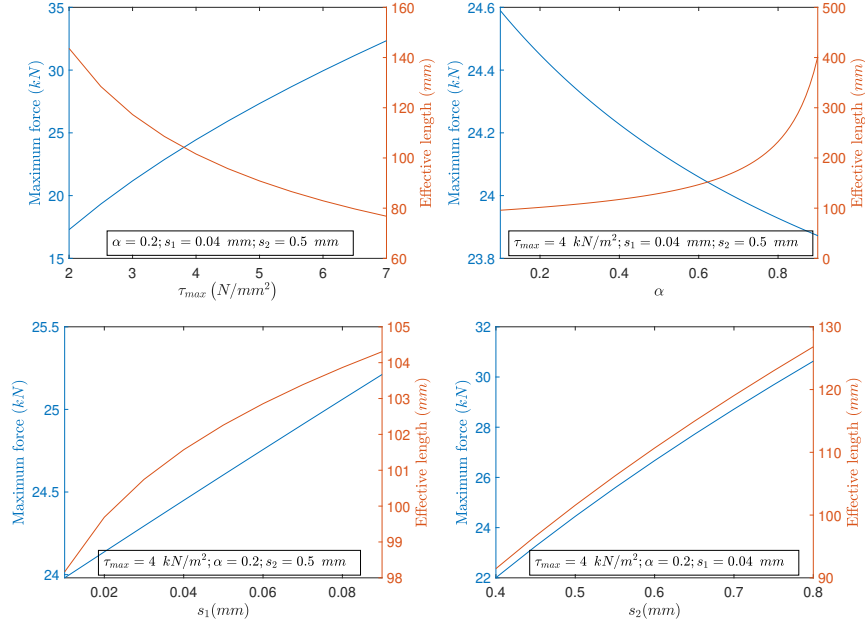 35
30
25
20
15
160
140
120
100
80
60
2 3 4 5 6 7
Maximum force (kN)
Effective length (mm)
α = 0.2; s₁ = 0.04 mm; s₂ = 0.5 mm
τₘₐₓ (N/mm²)
24.6
24.4
24.2
24
23.8
500
400
300
200
100
0
0.2 0.4 0.6 0.8
Maximum force (kN)
Effective length (mm)
τₘₐₓ = 4 kN/m²; s₁ = 0.04 mm; s₂ = 0.5 mm
α
25.5
25
24.5
24
105
104
103
102
101
100
99
98
0.02 0.04 0.06 0.08
Maximum force (kN)
Effective length (mm)
τₘₐₓ = 4 kN/m²; α = 0.2; s₂ = 0.5 mm
s₁(mm)
32
30
28
26
24
22
130
120
110
100
90
0.4 0.5 0.6 0.7 0.8
Maximum force (kN)
Effective length (mm)
τₘₐₓ = 4 kN/m²; α = 0.2; s₁ = 0.04 mm
s₂(mm)